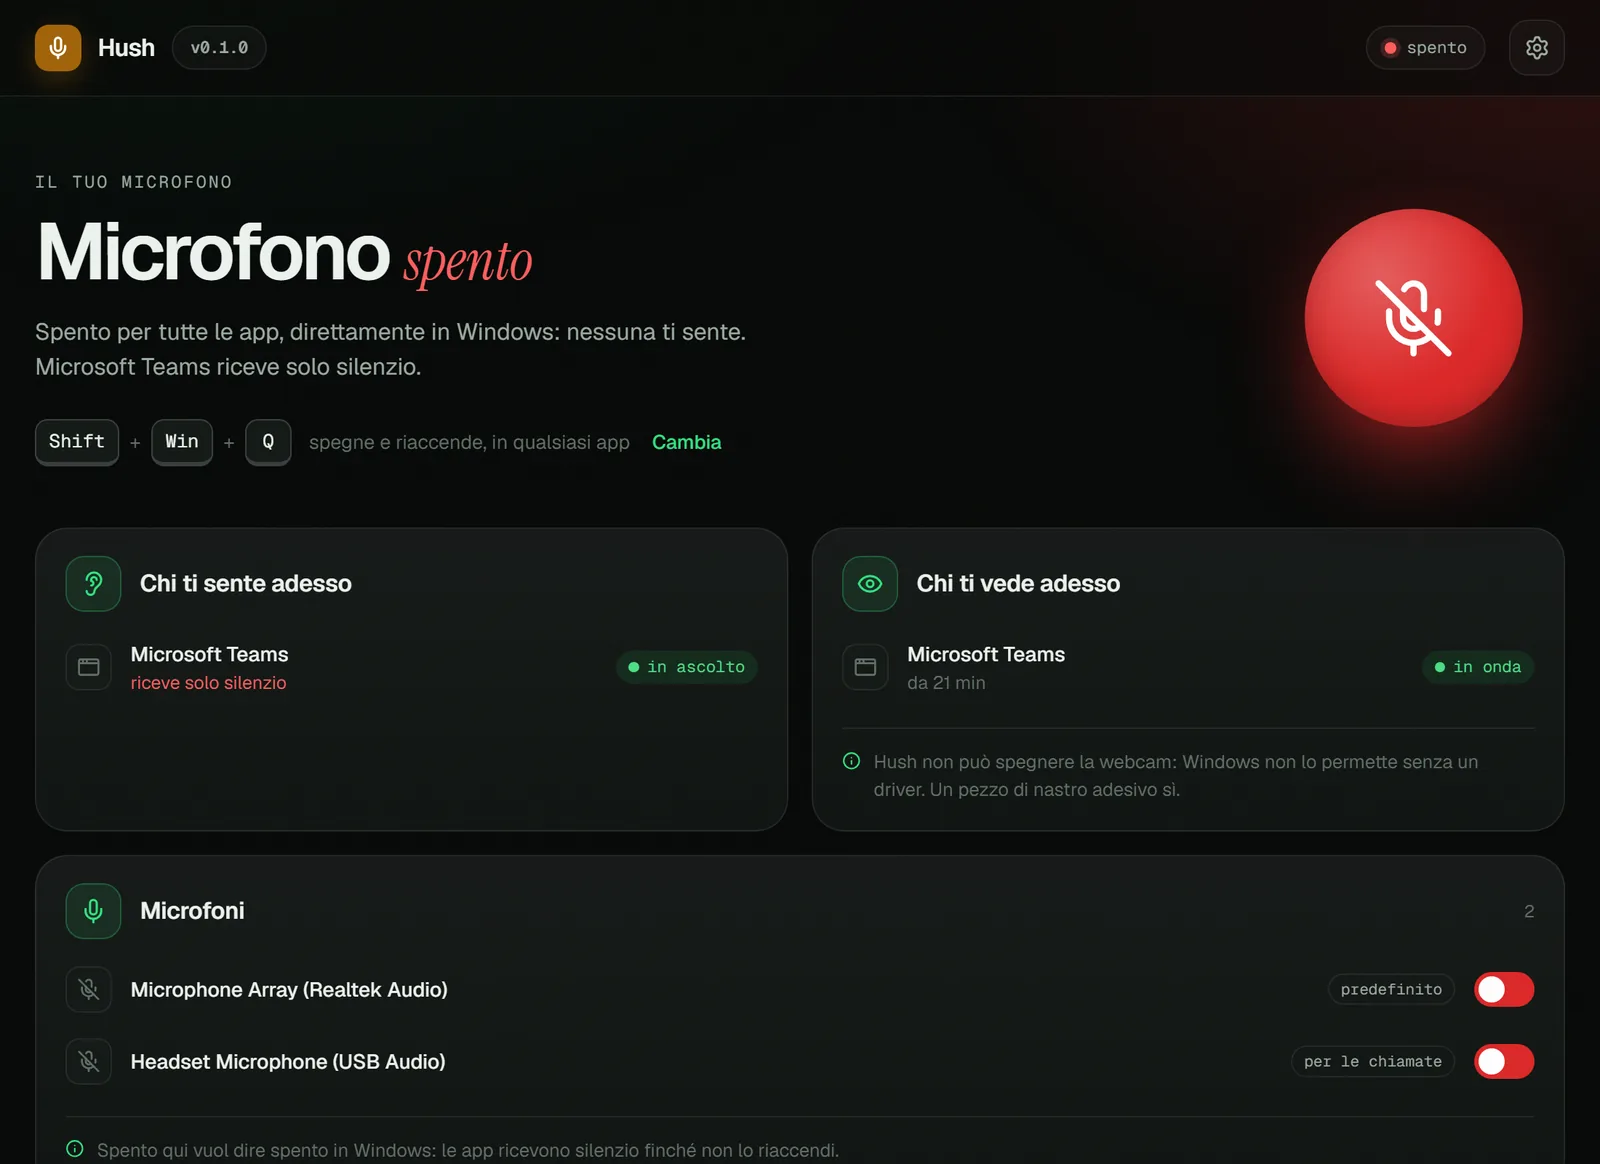 Hush v0.1.0 spento
IL TUO MICROFONO
Microfono spento
Spento per tutte le app, direttamente in Windows: nessuna ti sente.
Microsoft Teams riceve solo silenzio.
Shift + Win + Q spegne e riaccende, in qualsiasi app Cambia
Chi ti sente adesso
Microsoft Teams
riceve solo silenzio
in ascolto
Chi ti vede adesso
Microsoft Teams
da 21 min
in onda
Hush non può spegnere la webcam: Windows non lo permette senza un
driver. Un pezzo di nastro adesivo sì.
Microfoni 2
Microphone Array (Realtek Audio) predefinito
Headset Microphone (USB Audio) per le chiamate
Spento qui vuol dire spento in Windows: le app ricevono silenzio finché non lo riaccendi.